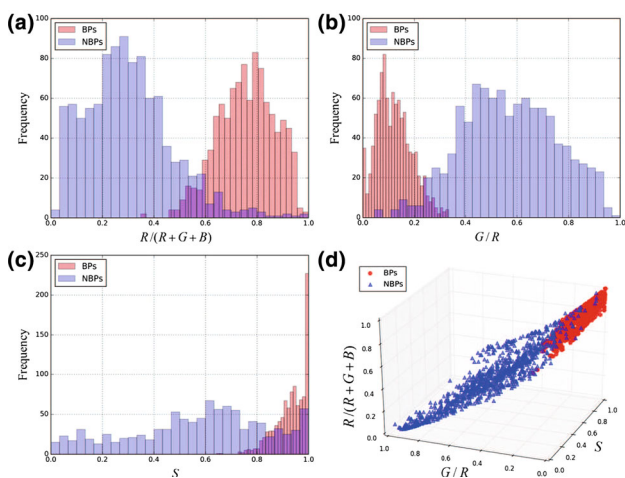 (a)
100
80
60
40
20
0
Frequency
BPs
NBPs
0.0 0.2 0.4 0.6 0.8 1.0
R/(R+G+B)
(b)
100
80
60
40
20
0
Frequency
BPs
NBPs
0.0 0.2 0.4 0.6 0.8 1.0
G/R
(c)
250
200
150
100
50
0
Frequency
BPs
NBPs
0.0 0.2 0.4 0.6 0.8 1.0
S
(d)
BPs
NBPs
R/(R+G+B)
1.0
0.8
0.6
0.4
0.2
0.0
1.0 0.8 0.6 0.4 0.2 0.0
G/R
0.0 0.2 0.4 0.6 0.8 1.0
S